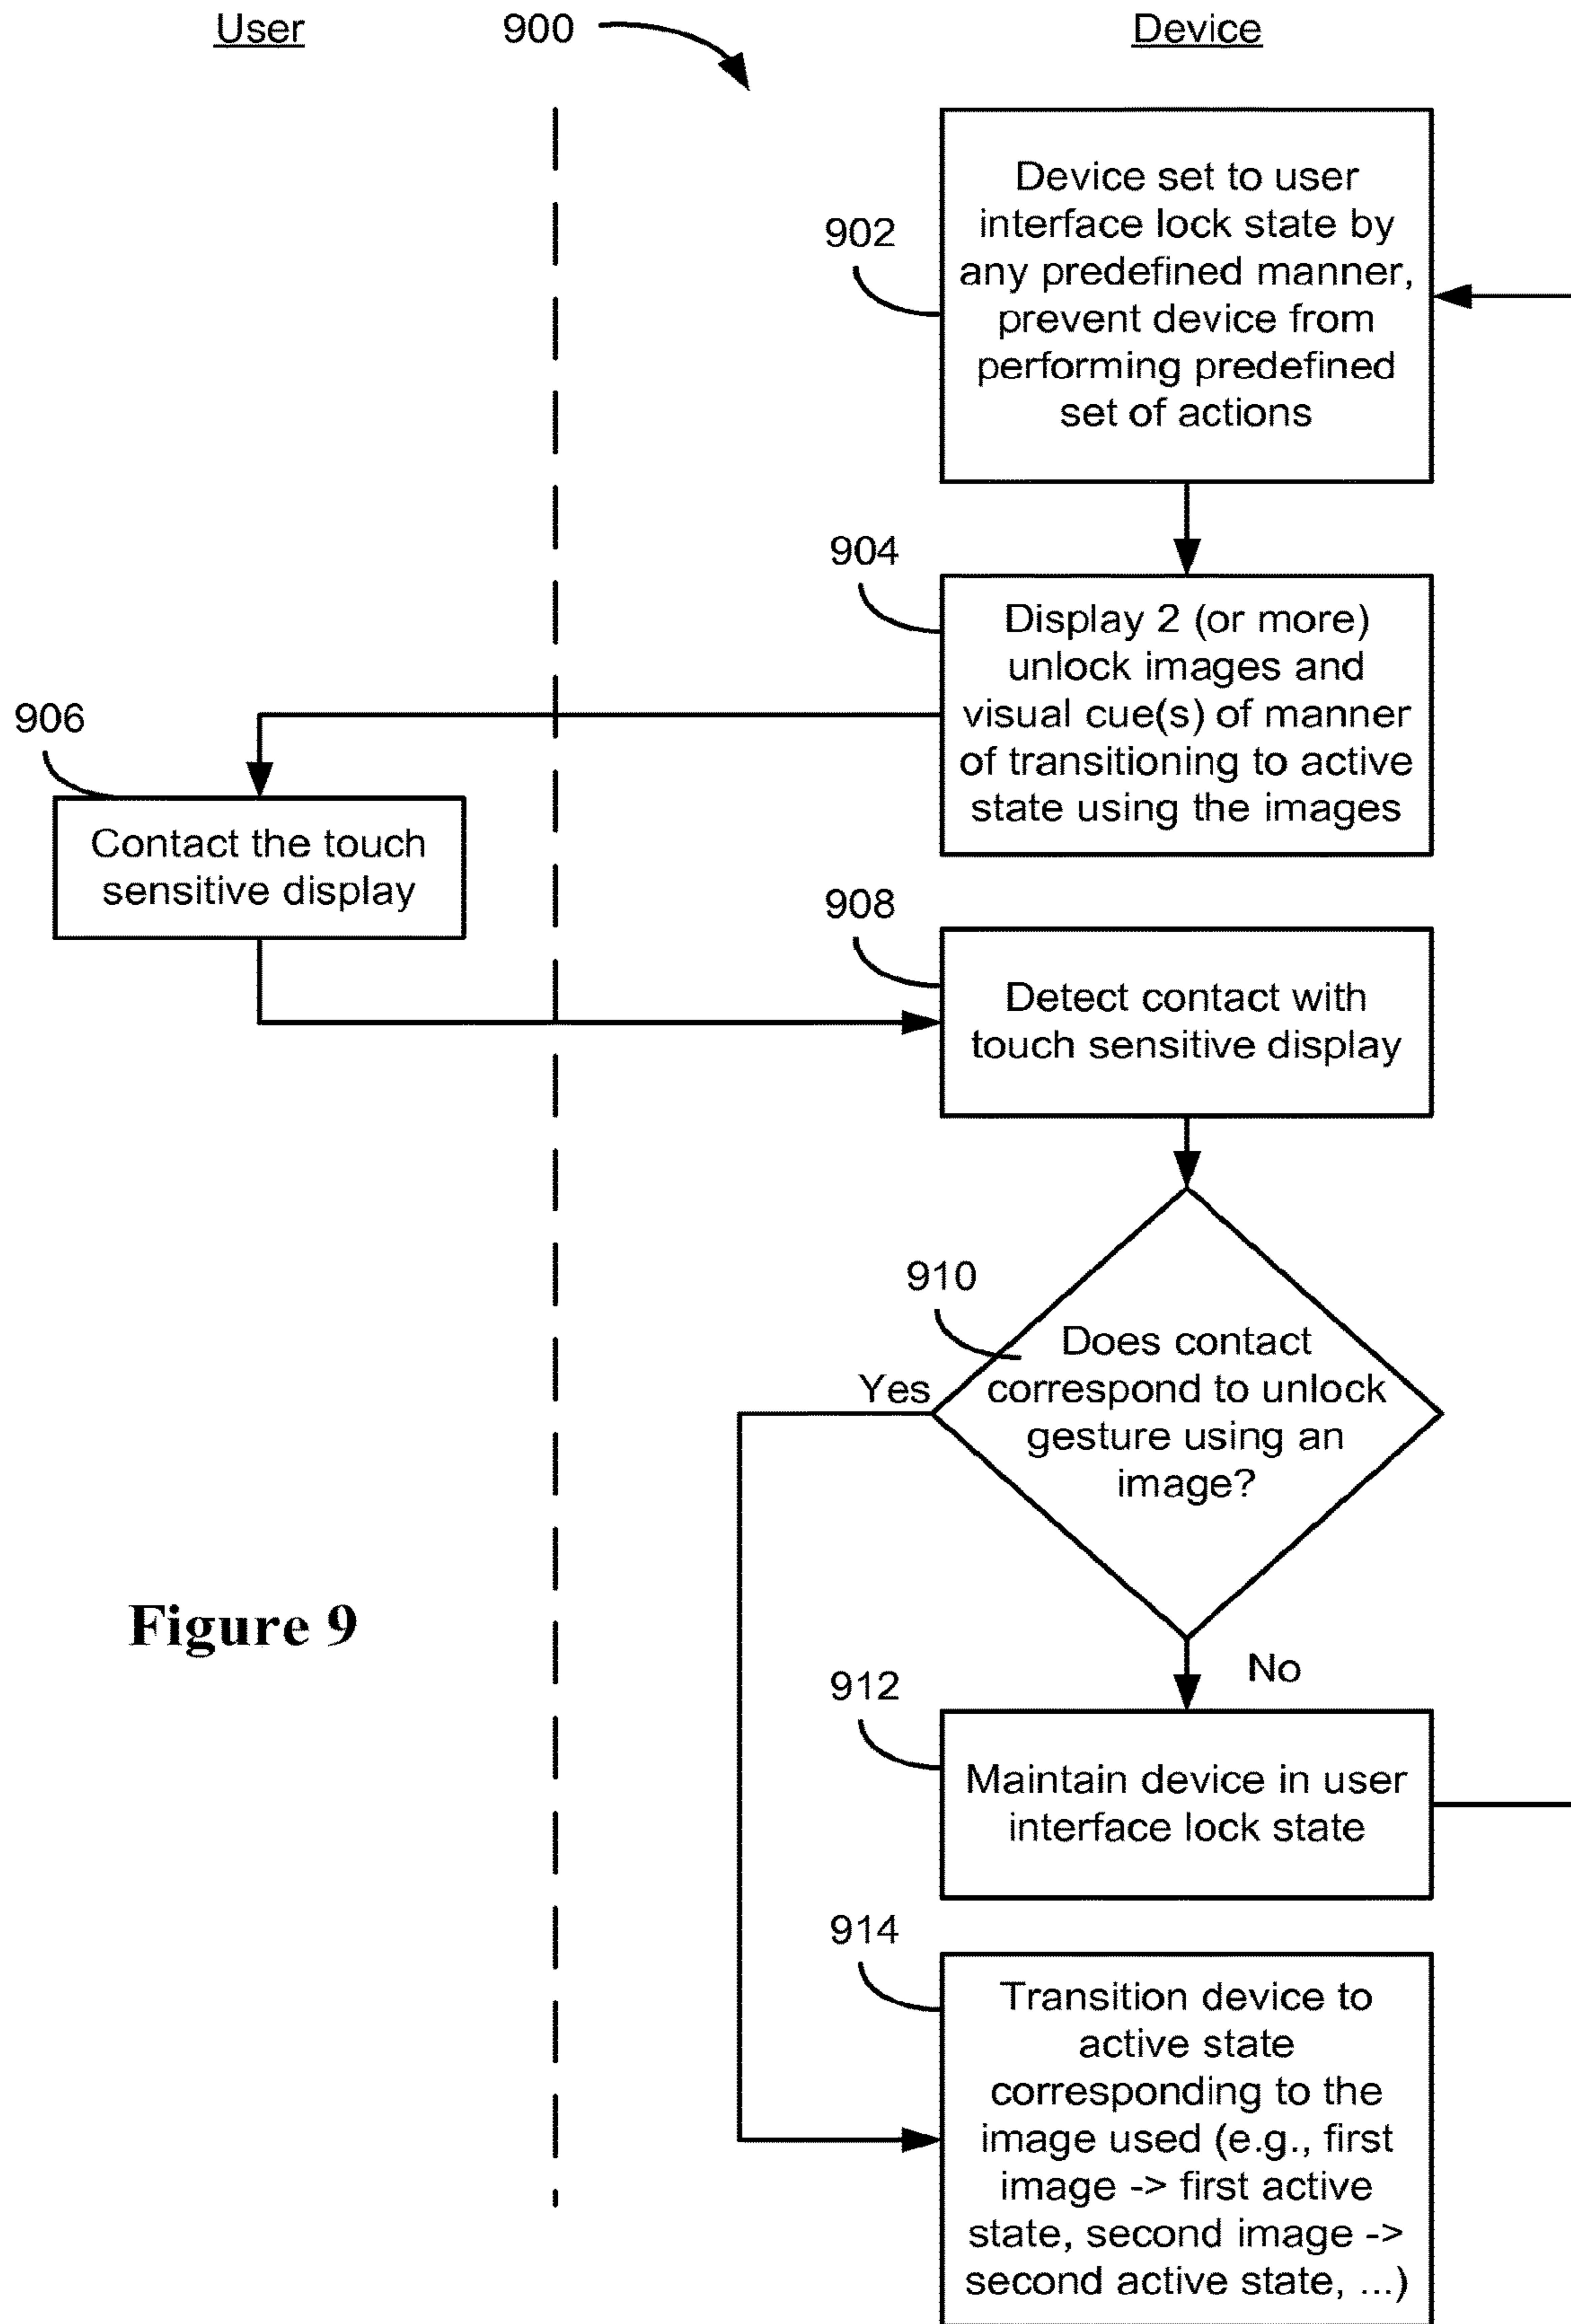 User
900
Device
902
Device set to user
interface lock state by
any predefined manner,
prevent device from
performing predefined
set of actions
904
Display 2 (or more)
unlock images and
visual cue(s) of manner
of transitioning to active
state using the images
906
Contact the touch
sensitive display
908
Detect contact with
touch sensitive display
910
Does contact
correspond to unlock
gesture using an
image?
Yes
No
Figure 9
912
Maintain device in user
interface lock state
914
Transition device to
active state
corresponding to the
image used (e.g., first
image -> first active
state, second image ->
second active state, ...)